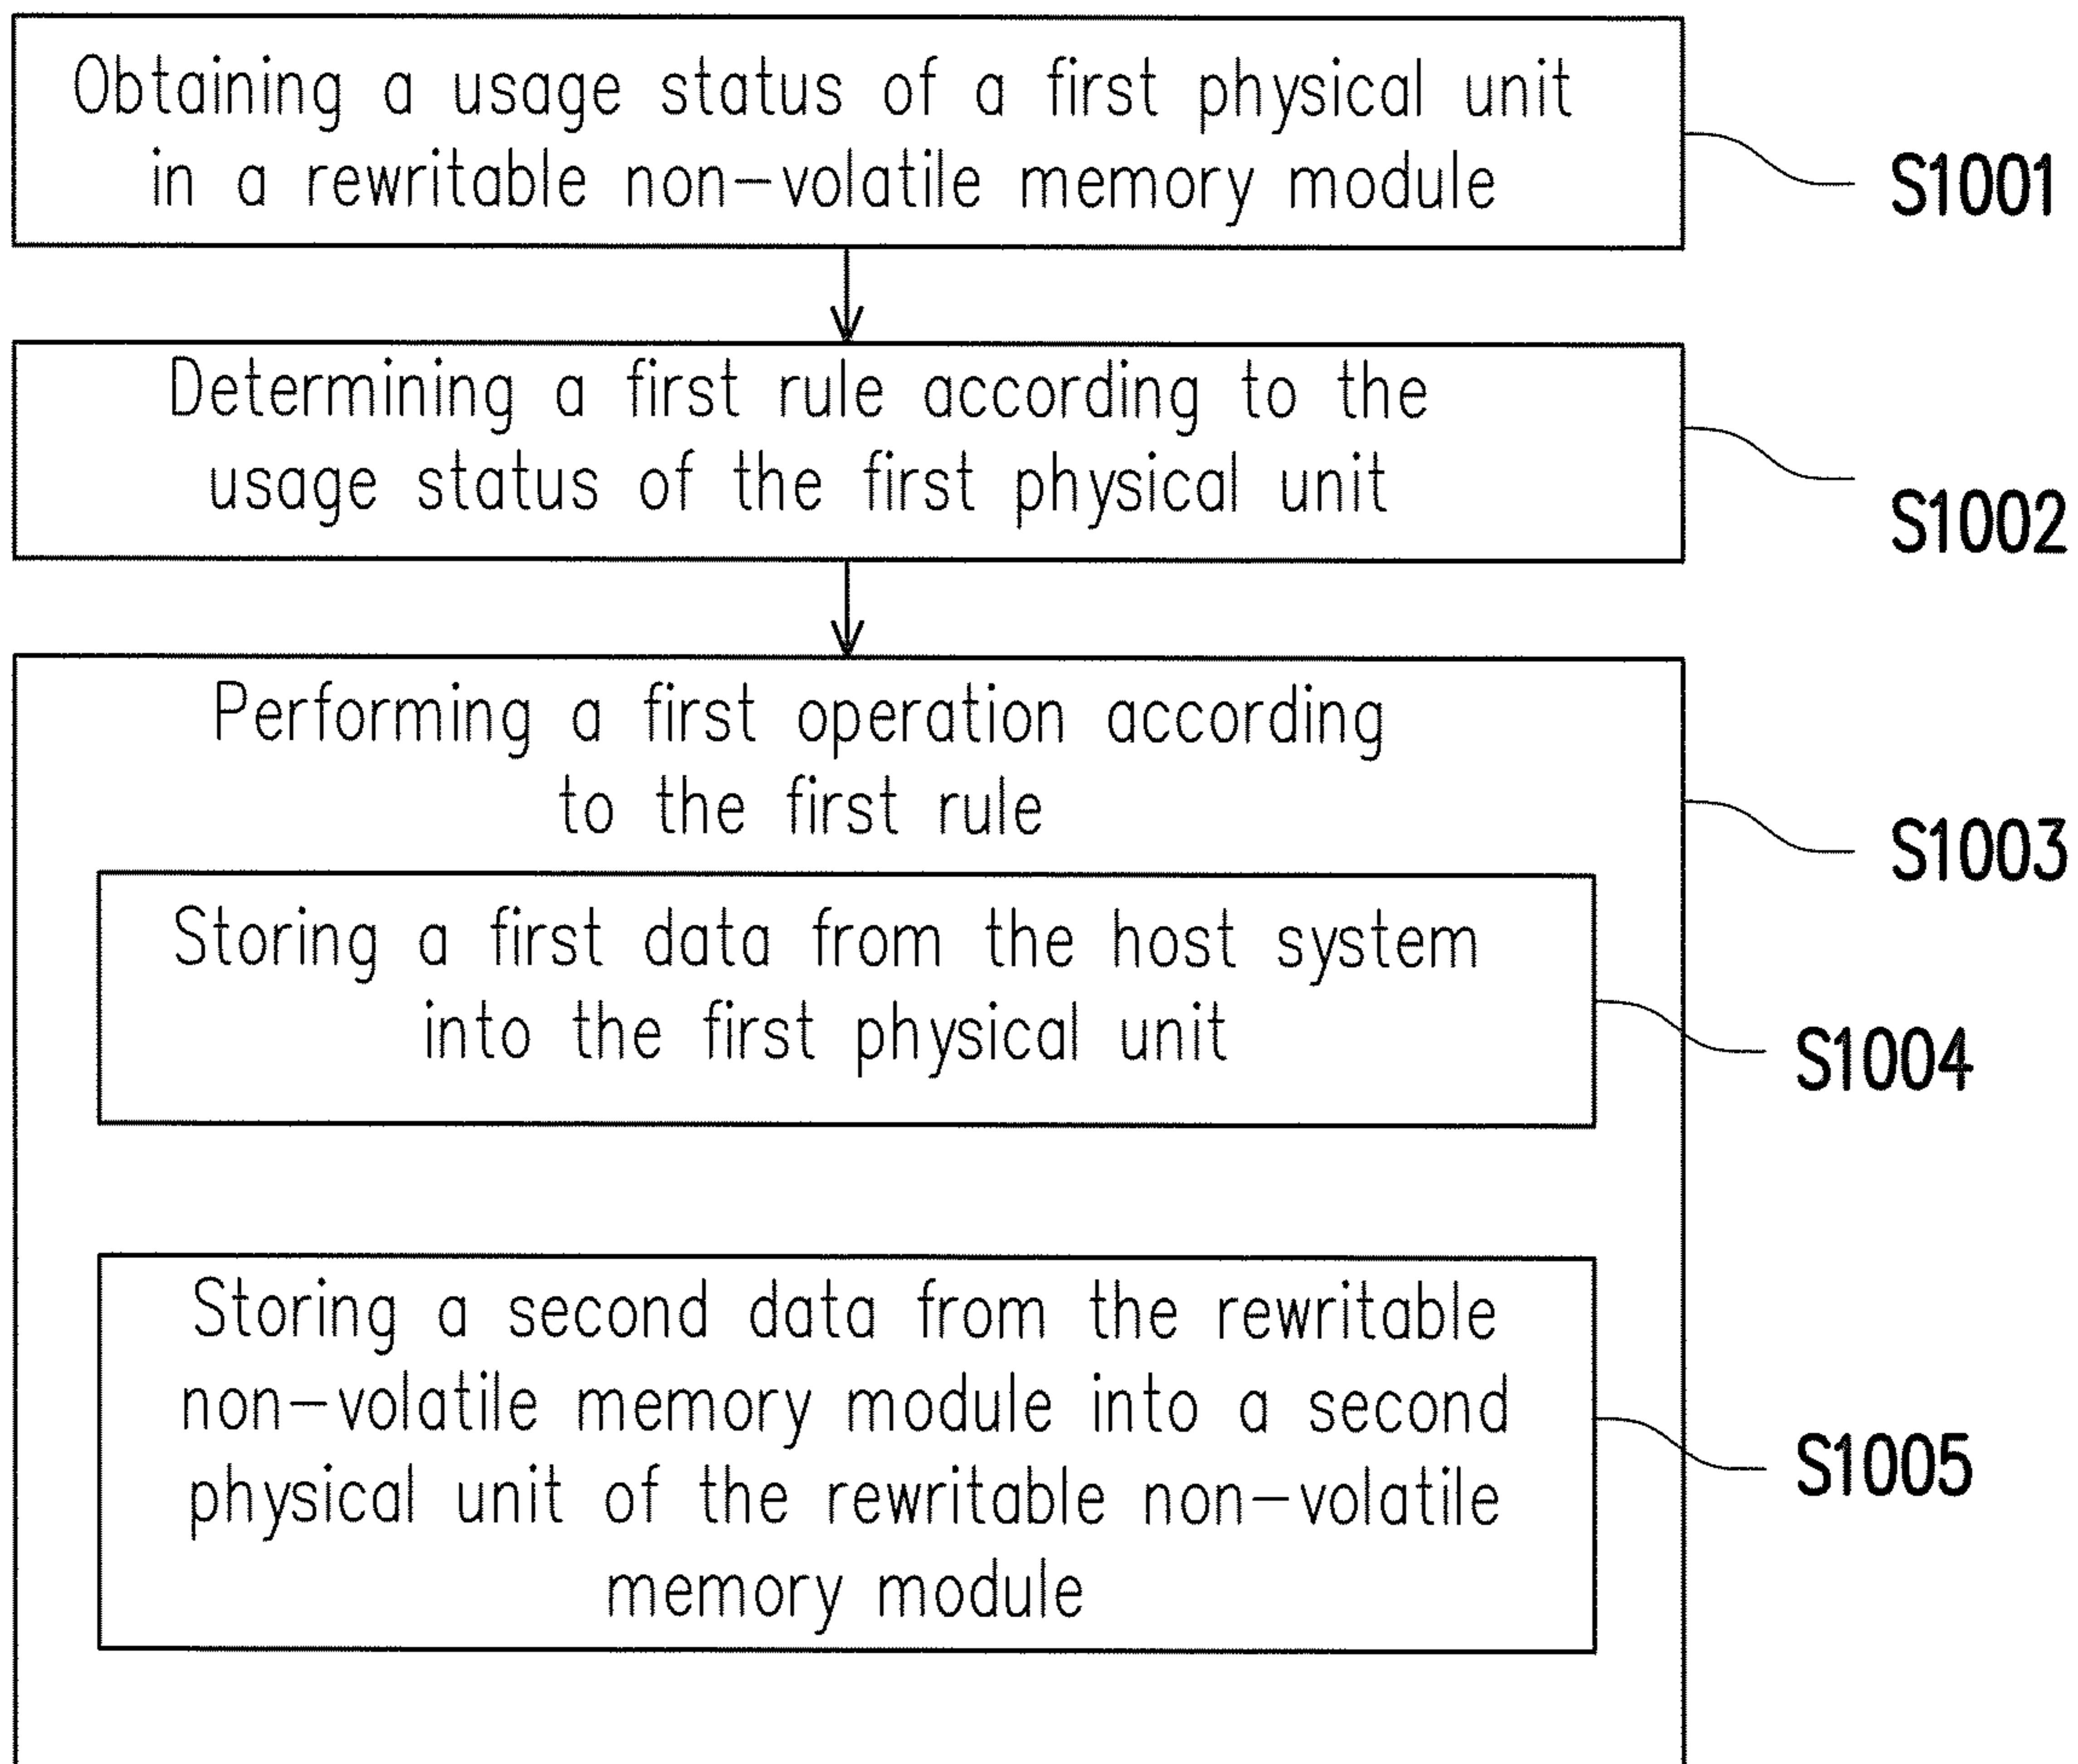 Obtaining a usage status of a first physical unit
in a rewritable non-volatile memory module
S1001
Determining a first rule according to the
usage status of the first physical unit
S1002
Performing a first operation according
to the first rule
S1003
Storing a first data from the host system
into the first physical unit
S1004
Storing a second data from the rewritable
non-volatile memory module into a second
physical unit of the rewritable non-volatile
memory module
S1005